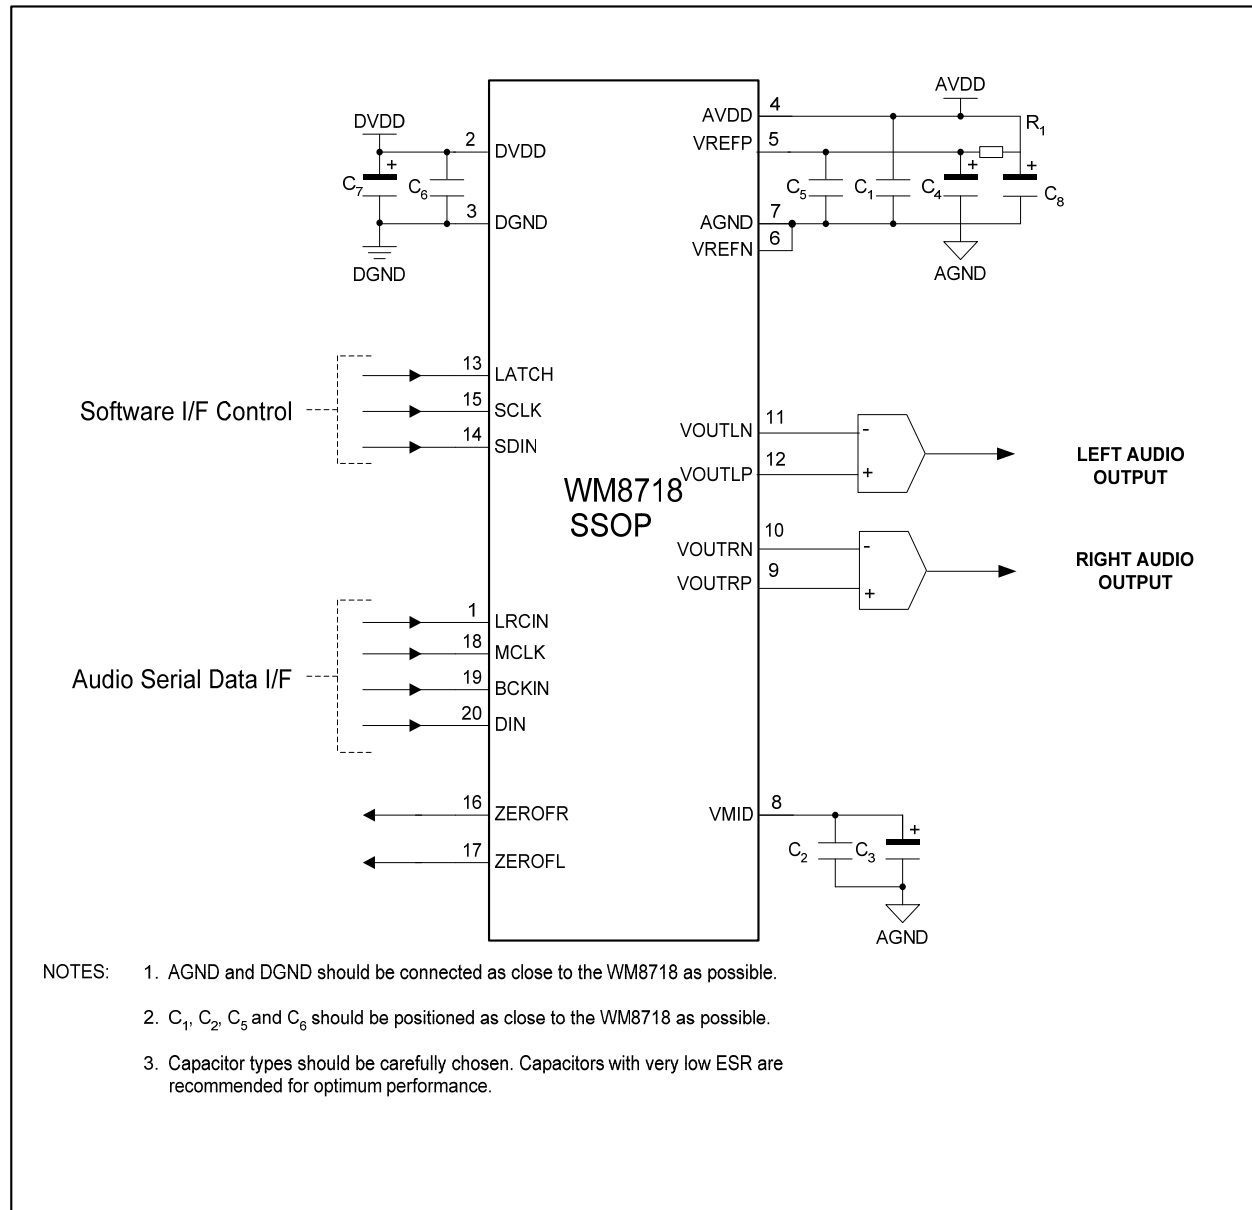 DVDD
2
DVDD
+
C7
C6
3
DGND
DGND
AVDD
4
AVDD
R1
VREFP
5
+
+
C5
C1
C4
C8
AGND
7
VREFN
6
AGND
Software I/F Control
13
LATCH
15
SCLK
14
SDIN
WM8718
SSOP
VOUTLN
11
-
VOUTLP
12
+
LEFT AUDIO
OUTPUT
VOUTRN
10
-
VOUTRP
9
+
RIGHT AUDIO
OUTPUT
Audio Serial Data I/F
1
LRCIN
18
MCLK
19
BCKIN
20
DIN
16
ZEROFR
17
ZEROFL
VMID
8
+
C2
C3
AGND
NOTES: 1. AGND and DGND should be connected as close to the WM8718 as possible.
2. C1, C2, C5 and C6 should be positioned as close to the WM8718 as possible.
3. Capacitor types should be carefully chosen. Capacitors with very low ESR are
recommended for optimum performance.